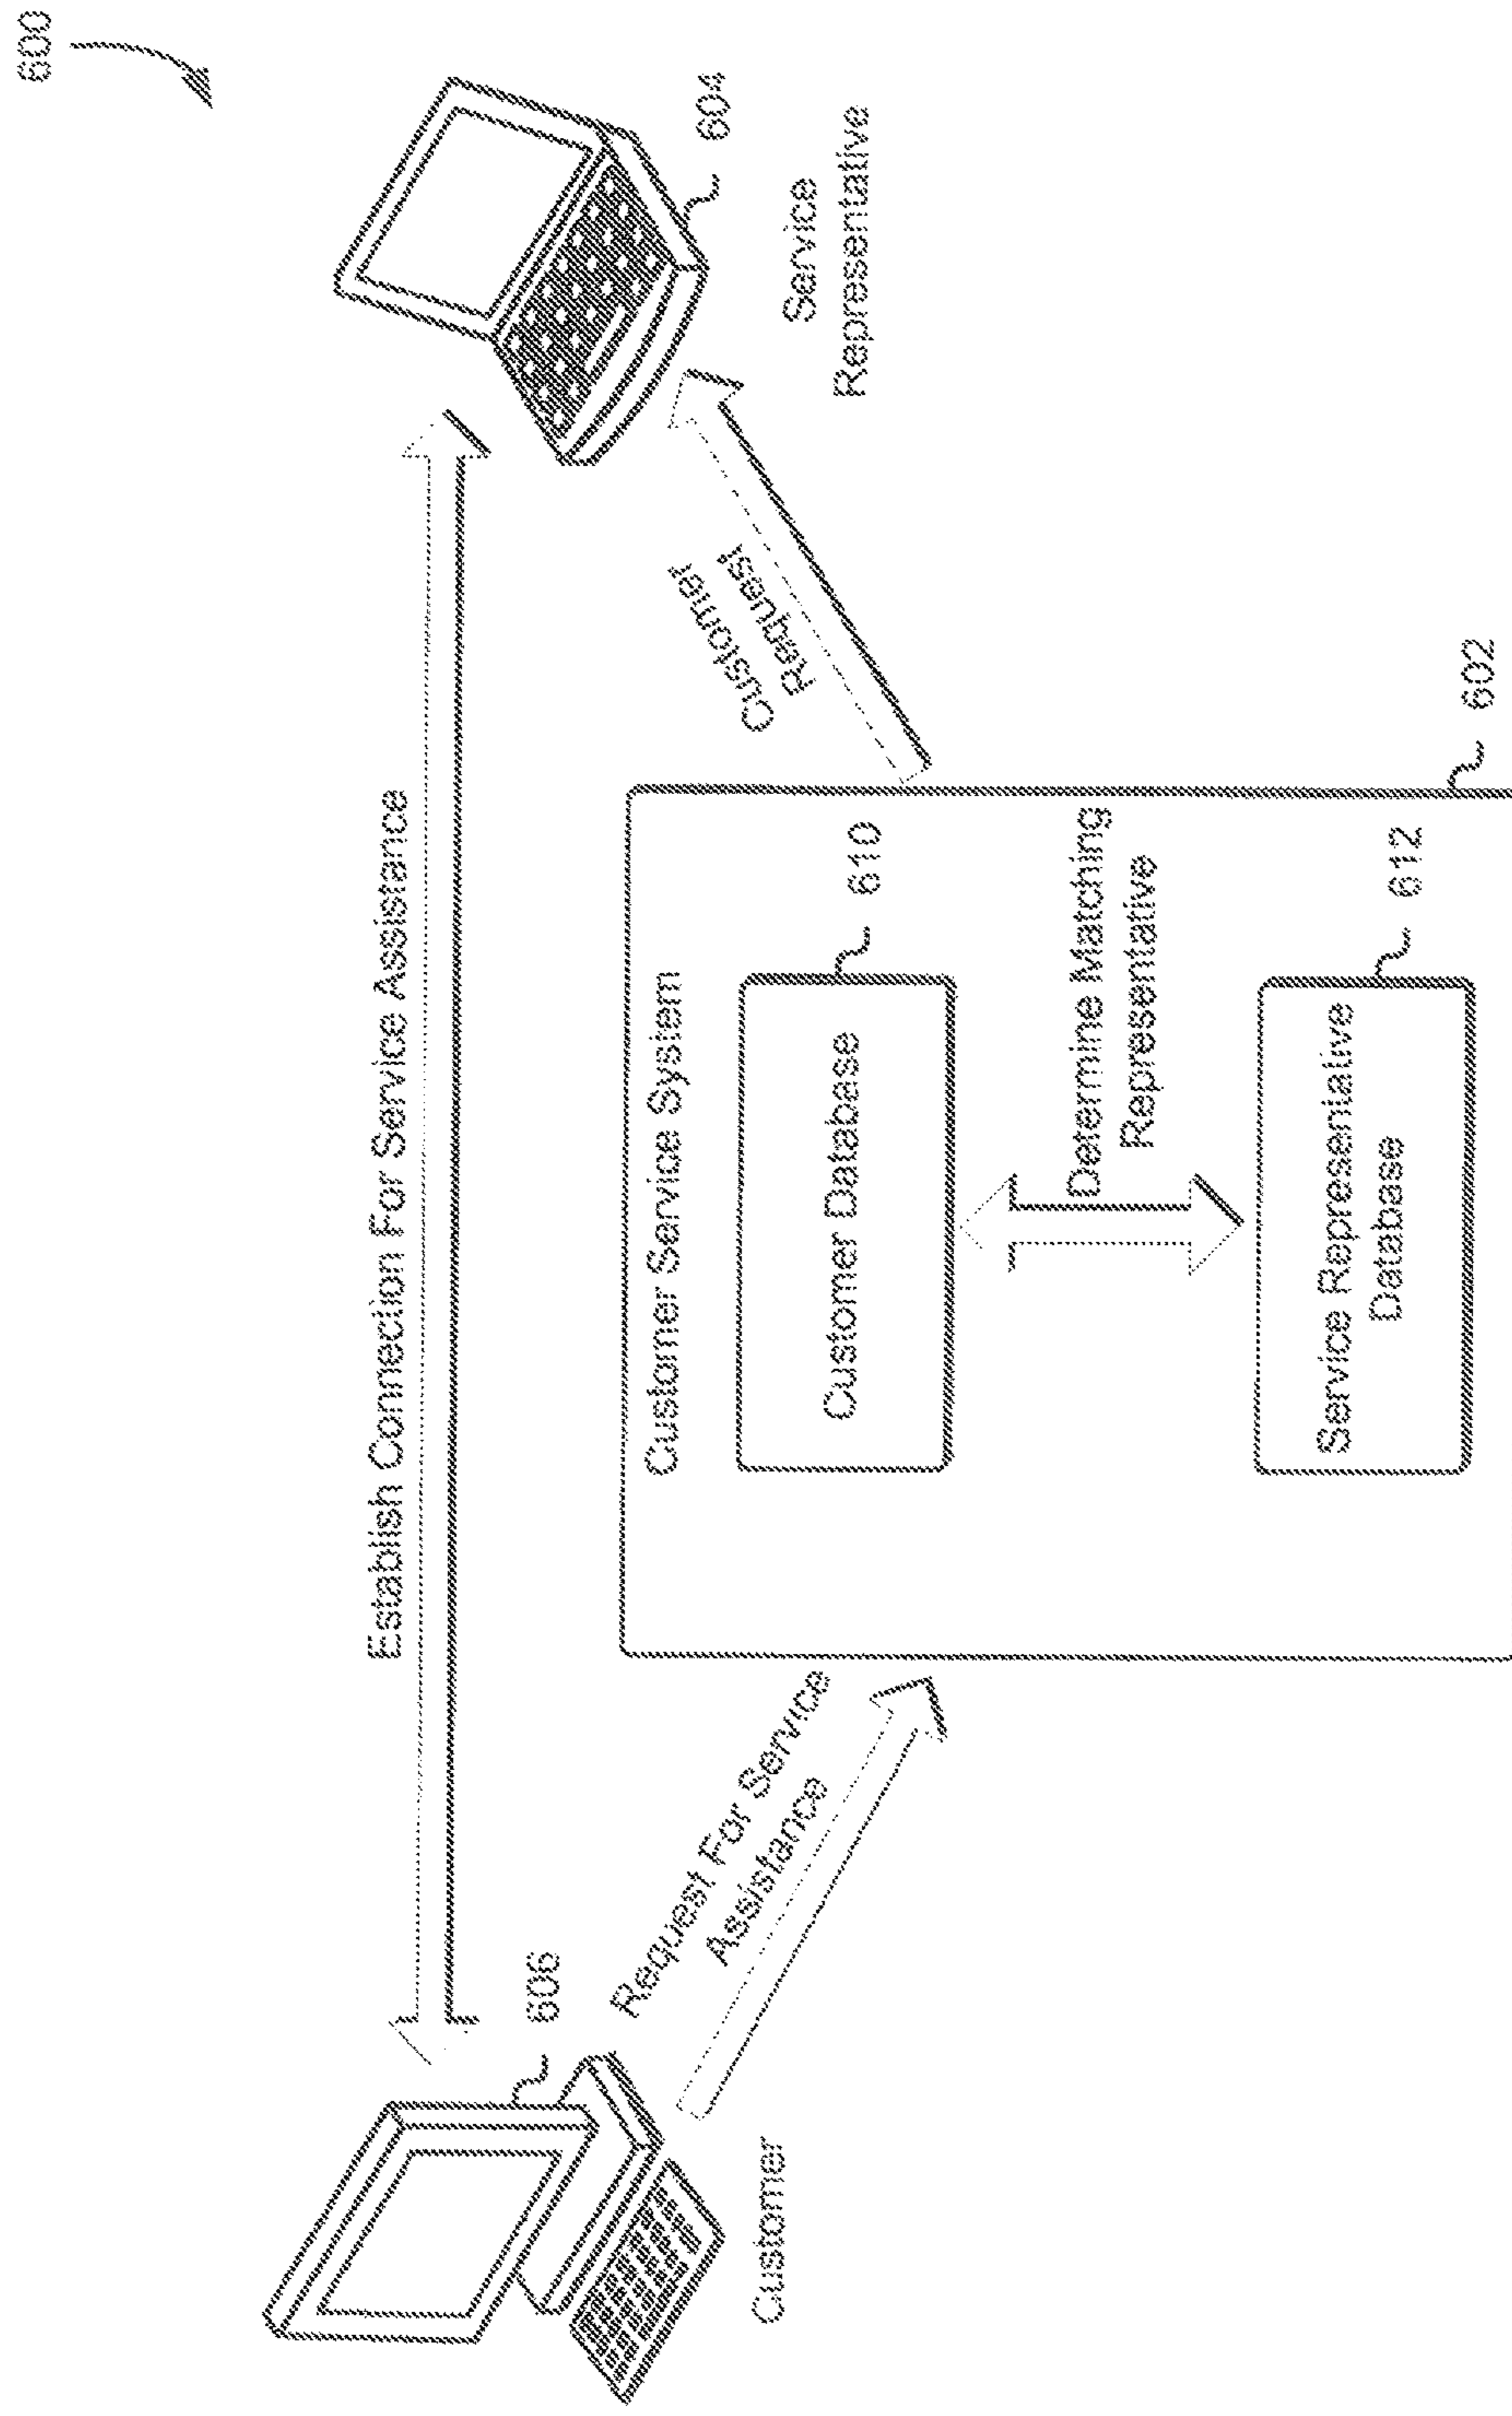 600
Establish Connection For Service Assistance
606
604
Customer
Request For Service
Assistance
Customer
Request
Service
Representative
Customer Service System
Customer Database
610
Determine Matching
Representative
Service Representative
Database
612
602